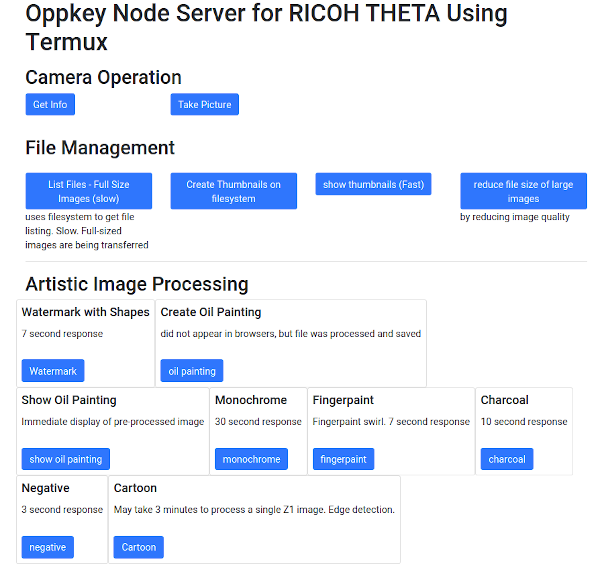 Oppkey Node Server for RICOH THETA Using
Termux
Camera Operation
Get Info
Take Picture
File Management
List Files - Full Size
Images (slow)
uses filesystem to get file
listing. Slow. Full-sized
images are being transferred
Create Thumbnails on
filesystem
show thumbnails (Fast)
reduce file size of large
images
by reducing image quality
Artistic Image Processing
Watermark with Shapes
7 second response
Watermark
Create Oil Painting
did not appear in browsers, but file was processed and saved
oil painting
Show Oil Painting
Immediate display of pre-processed image
show oil painting
Monochrome
30 second response
monochrome
Fingerpaint
Fingerpaint swirl. 7 second response
fingerpaint
Charcoal
10 second response
charcoal
Negative
3 second response
negative
Cartoon
May take 3 minutes to process a single Z1 image. Edge detection.
Cartoon